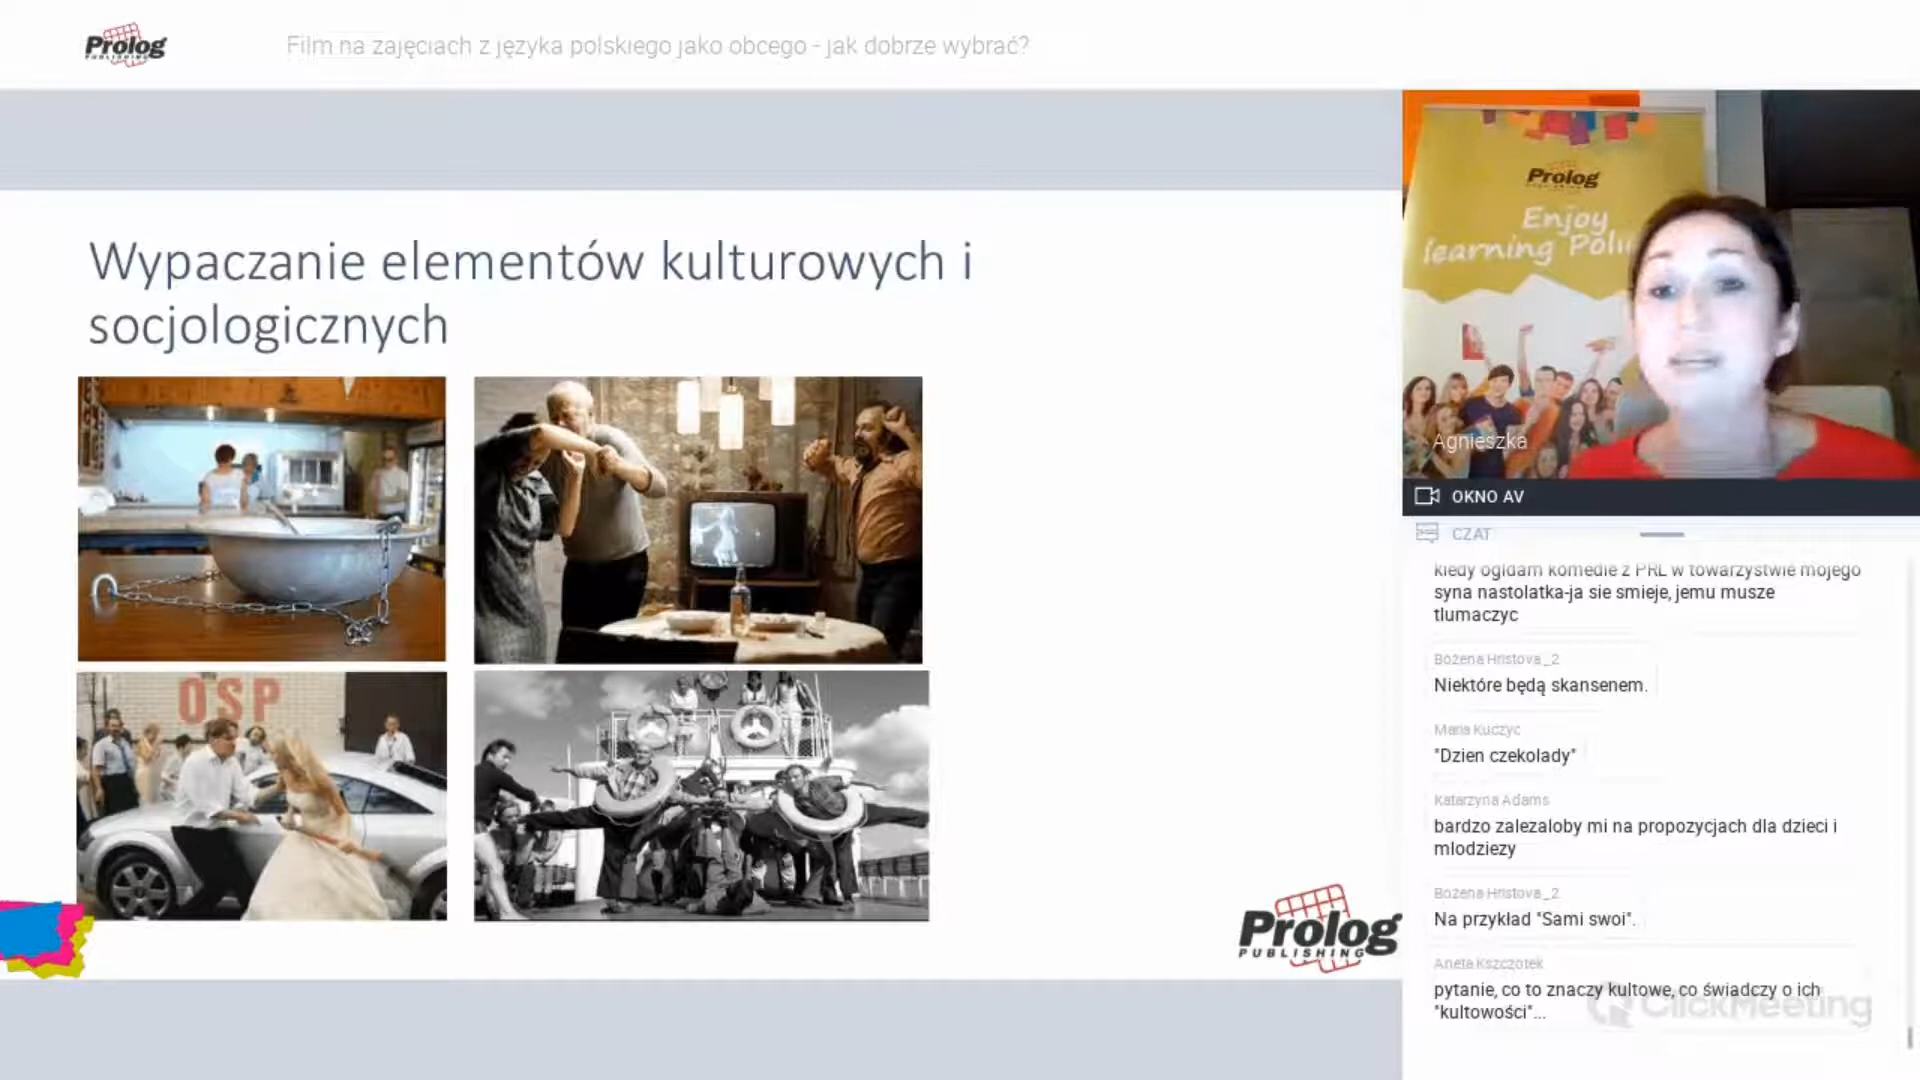 Prolog
PUBLISHING
Film na zajęciach z języka polskiego jako obcego - jak dobrze wybrać?
Wypaczanie elementów kulturowych i
socjologicznych
OSP
Prolog
PUBLISHING
Prolog
Enjoy
learning
Agnieszka
OKNO AV
CZAT
kiedy ogldam komedie z PRL w towarzystwie mojego
syna nastolatka-ja sie smieje, jemu musze
tlumaczyc
Bożena Hristova_2
Niektóre będą skansenem.
Maria Kuczyc
"Dzien czekolady"
Katarzyna Adams
bardzo zalezaloby mi na propozycjach dla dzieci i
mlodziezy
Bożena Hristova_2
Na przykład "Sami swoi".
Aneta Kszczotek
pytanie, co to znaczy kultowe, co świadczy o ich
"kultowości"...
ClickMeeting